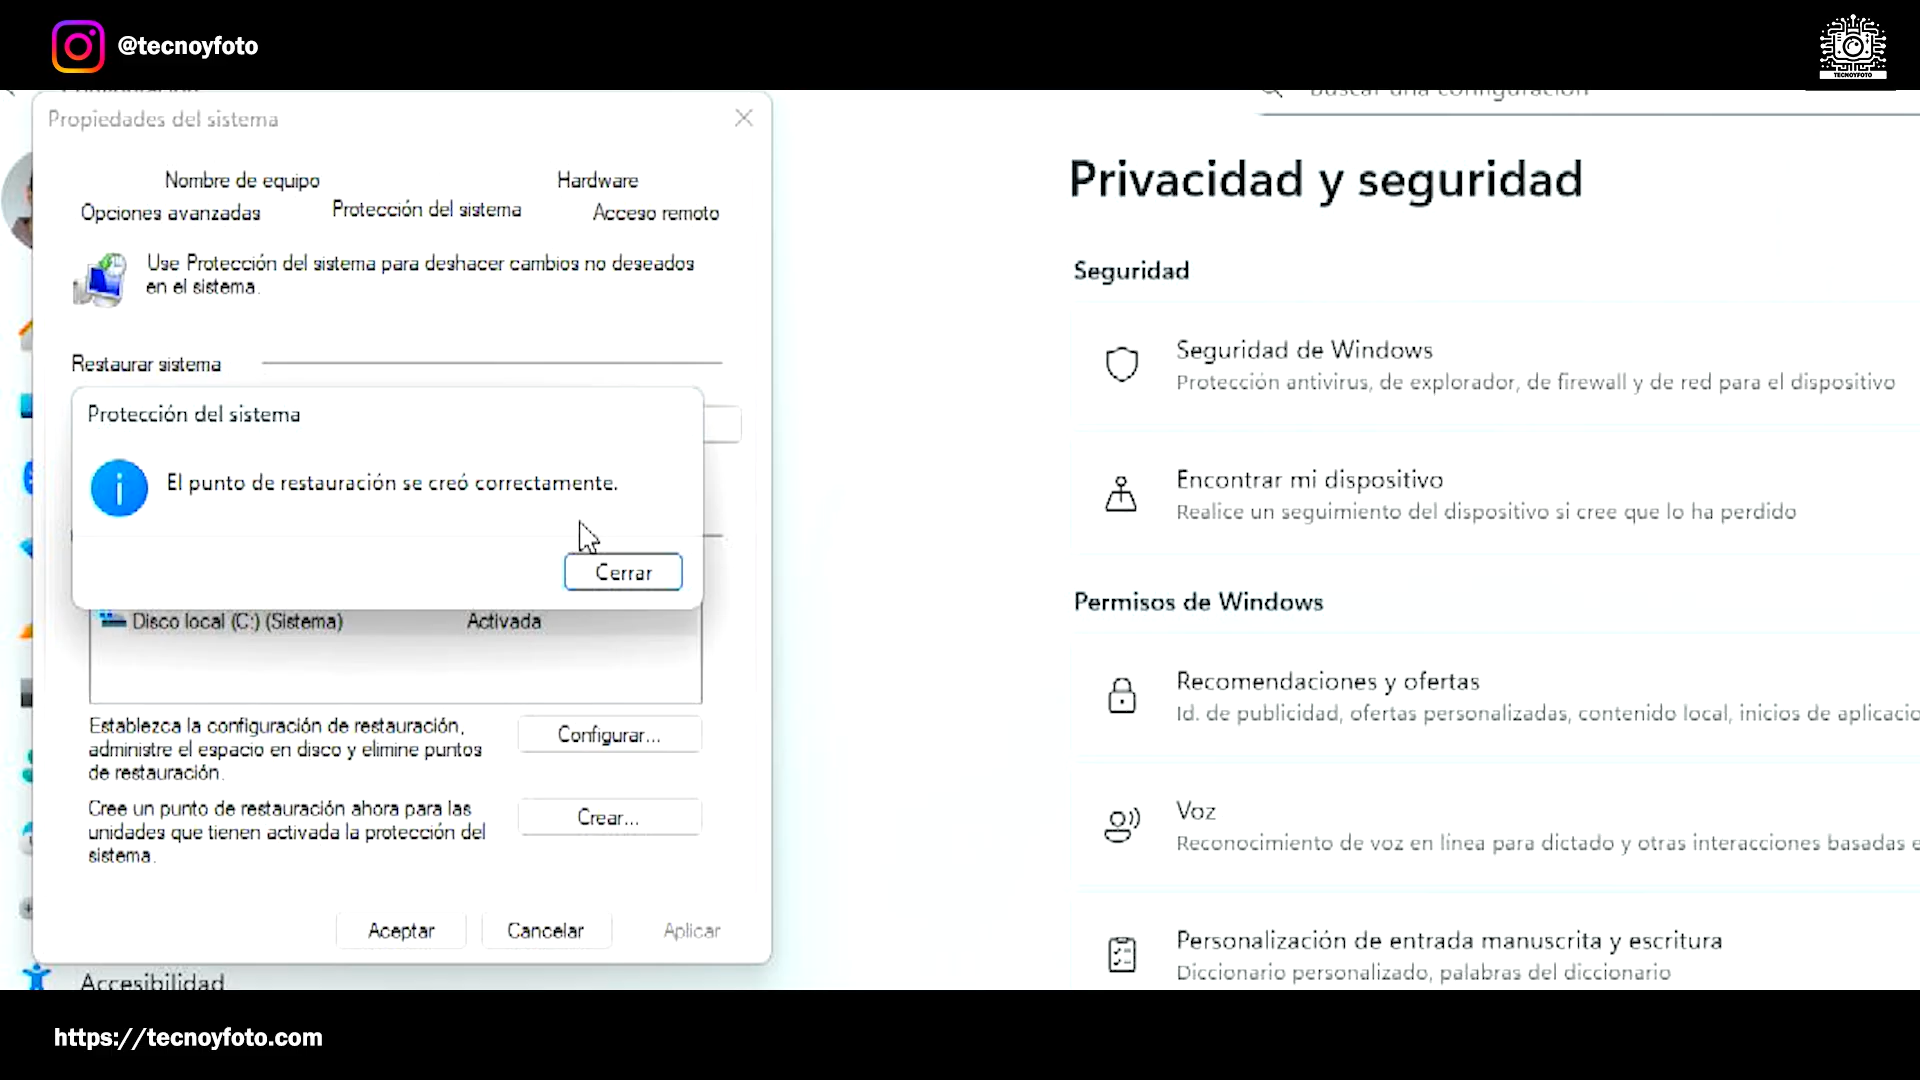 @tecnoyfoto
TECNOYFOTO
Propiedades del sistema
Nombre de equipo
Hardware
Opciones avanzadas
Protección del sistema
Acceso remoto
Use Protección del sistema para deshacer cambios no deseados
en el sistema.
Restaurar sistema
Protección del sistema
El punto de restauración se creó correctamente.
Cerrar
Disco local (C:) (Sistema)
Activada
Establezca la configuración de restauración,
administre el espacio en disco y elimine puntos
de restauración.
Configurar...
Cree un punto de restauración ahora para las
unidades que tienen activada la protección del
sistema.
Crear...
Aceptar
Cancelar
Aplicar
Accesibilidad
Buscar una configuración
Privacidad y seguridad
Seguridad
Seguridad de Windows
Protección antivirus, de explorador, de firewall y de red para el dispositivo
Encontrar mi dispositivo
Realice un seguimiento del dispositivo si cree que lo ha perdido
Permisos de Windows
Recomendaciones y ofertas
Id. de publicidad, ofertas personalizadas, contenido local, inicios de aplicacio
Voz
Reconocimiento de voz en línea para dictado y otras interacciones basadas e
Personalización de entrada manuscrita y escritura
Diccionario personalizado, palabras del diccionario
https://tecnoyfoto.com